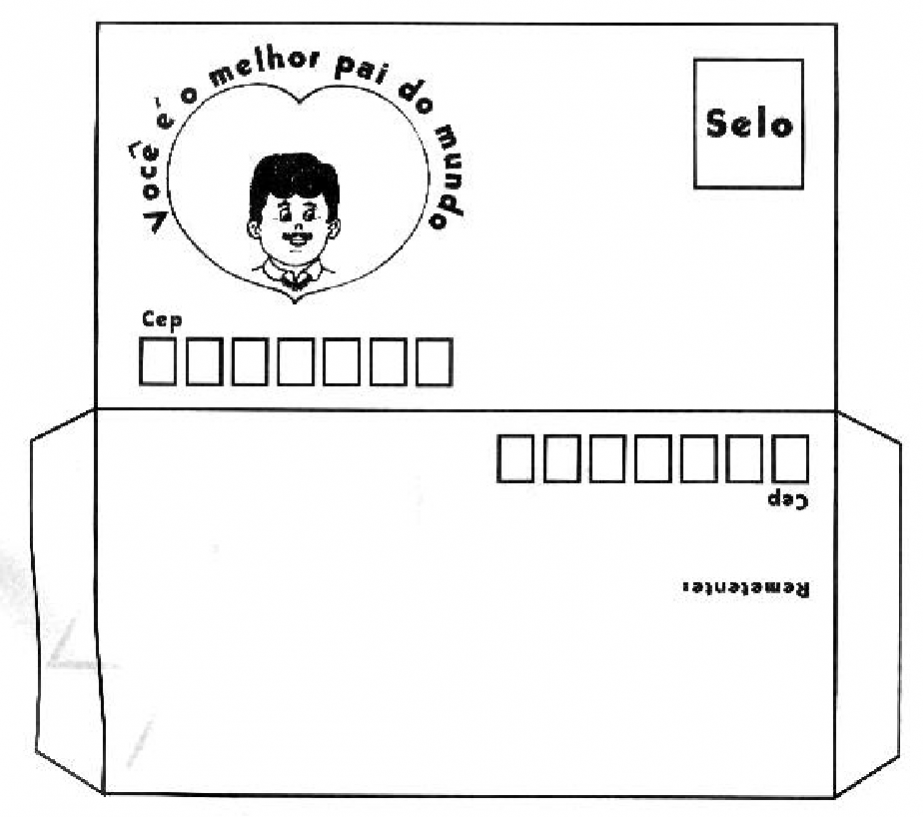 Você é o melhor pai do mundo
Selo
Cep
Cep
Remetente: